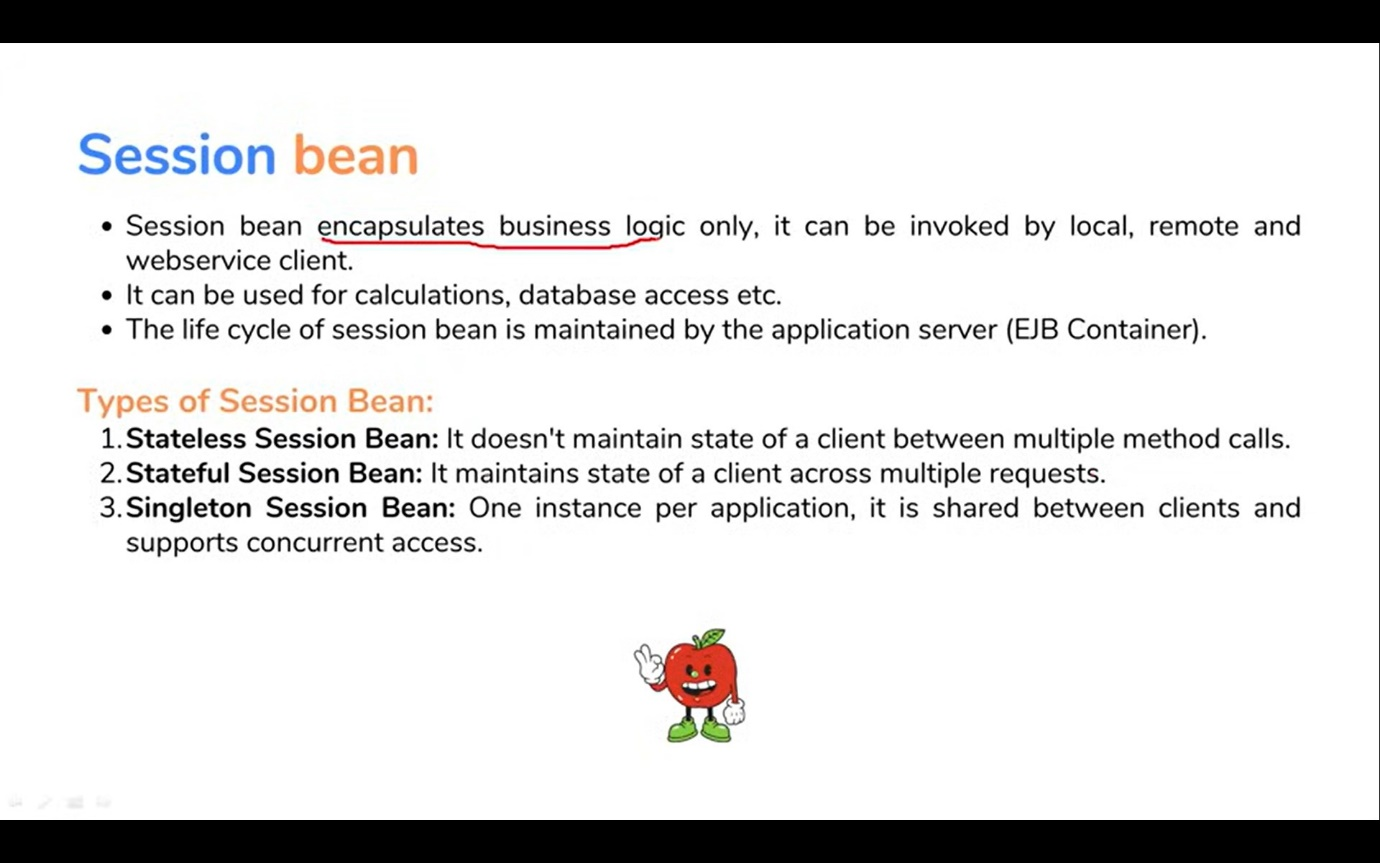 Session bean
• Session bean encapsulates business logic only, it can be invoked by local, remote and
webservice client.
• It can be used for calculations, database access etc.
• The life cycle of session bean is maintained by the application server (EJB Container).
Types of Session Bean:
1. Stateless Session Bean: It doesn't maintain state of a client between multiple method calls.
2. Stateful Session Bean: It maintains state of a client across multiple requests.
3. Singleton Session Bean: One instance per application, it is shared between clients and
supports concurrent access.